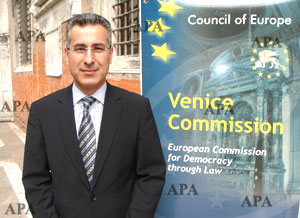 Council of Europe
Venice
Commission
European Commission
for Democracy
through Law
APA
APA
APA
APA
APA
APA
APA
APA